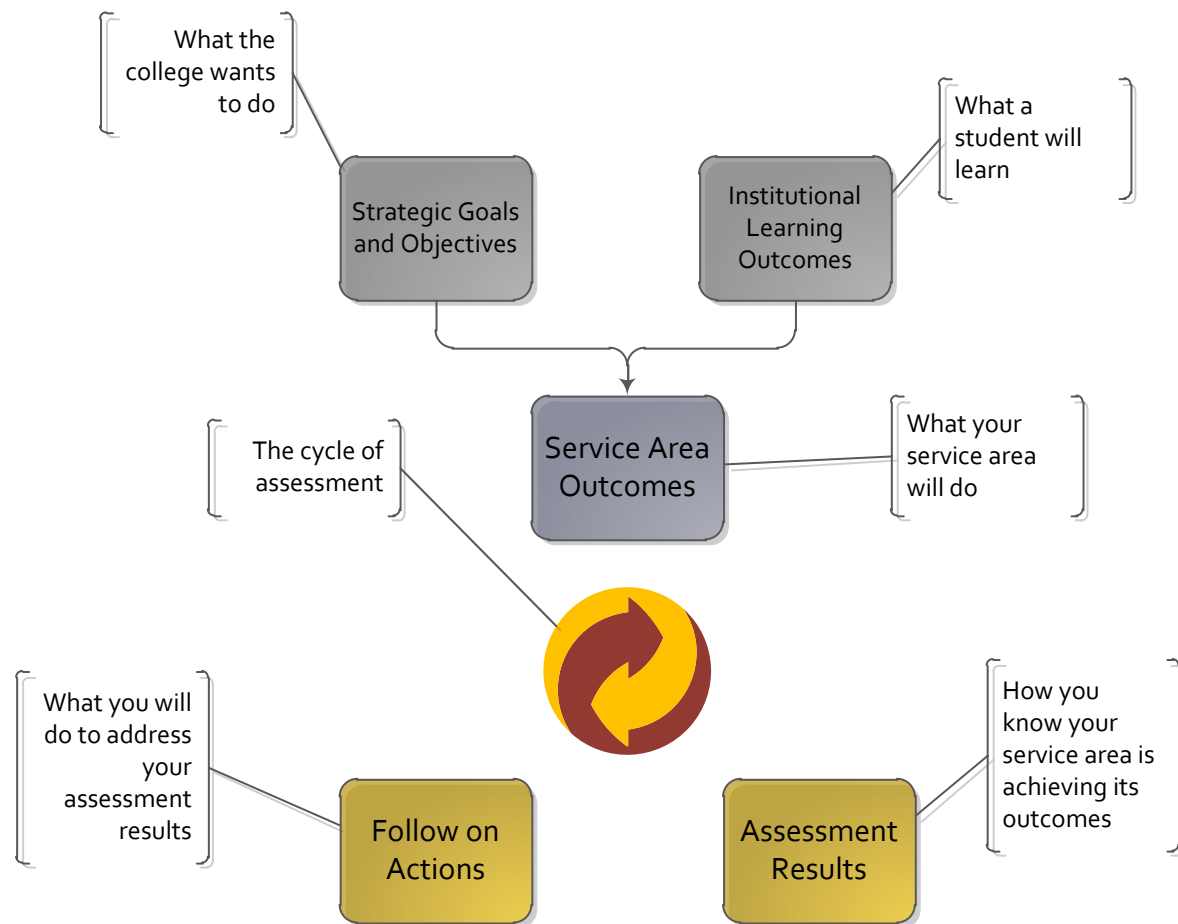 What the
college wants
to do
What a
student will
learn
Strategic Goals
and Objectives
Institutional
Learning
Outcomes
The cycle of
assessment
Service Area
Outcomes
What your
service area
will do
What you will
do to address
your
assessment
results
How you
know your
service area is
achieving its
outcomes
Follow on
Actions
Assessment
Results